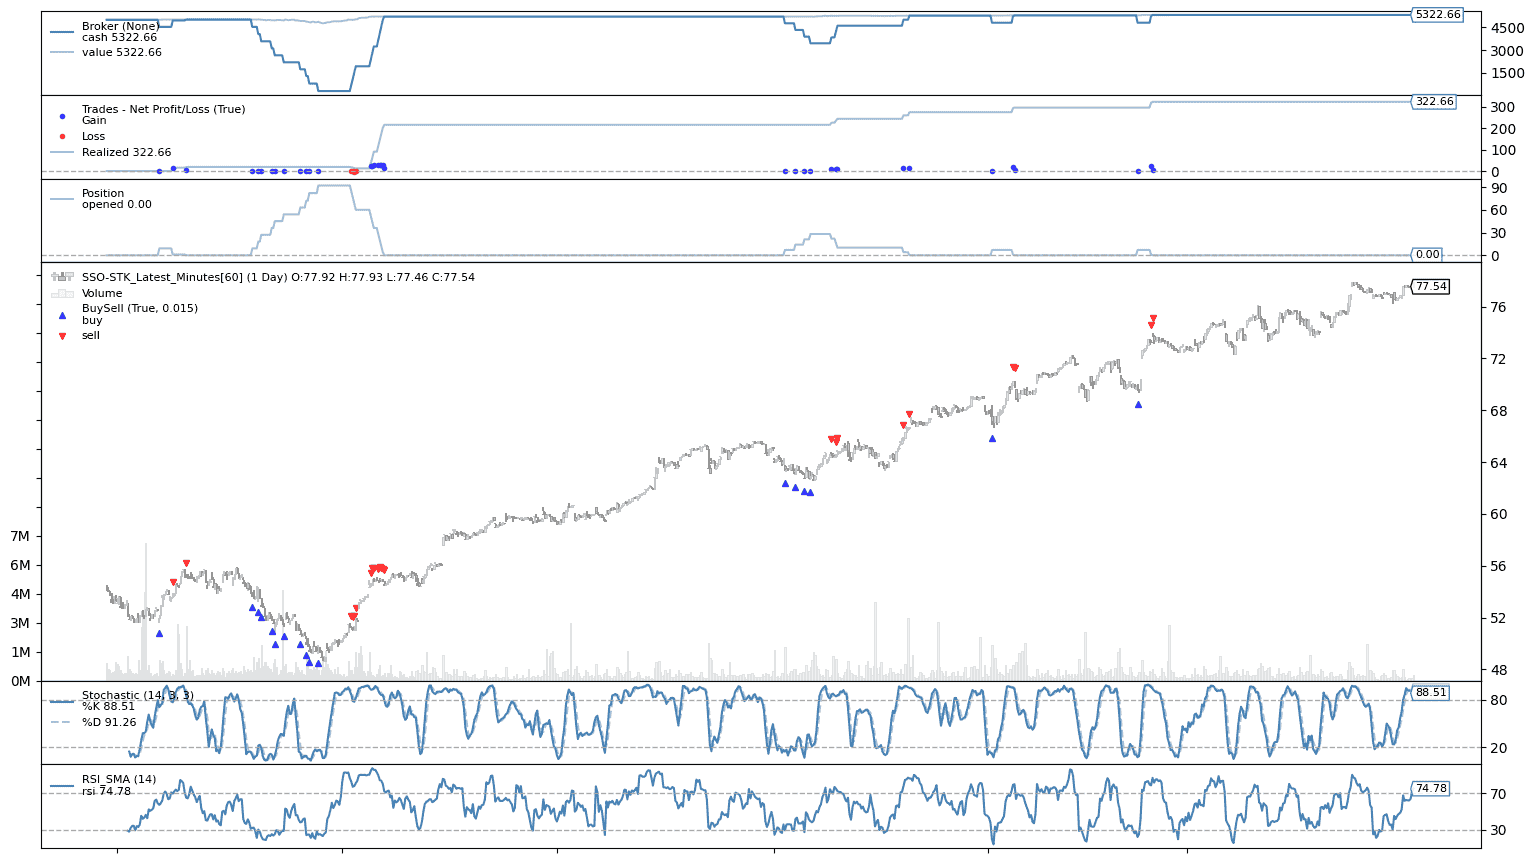 Broker (None)
cash 5322.66
value 5322.66
5322.66
4500
3000
1500
Trades - Net Profit/Loss (True)
Gain
Loss
Realized 322.66
322.66
300
200
100
0
Position
opened 0.00
90
60
30
0.00
0
SSO-STK_Latest_Minutes[60] (1 Day) O:77.92 H:77.93 L:77.46 C:77.54
Volume
BuySell (True, 0.015)
buy
sell
77.54
76
72
68
64
60
56
52
48
7M
6M
4M
3M
1M
0M
Stochastic (14, 3, 3)
%K 88.51
%D 91.26
88.51
80
20
RSI_SMA (14)
rsi 74.78
74.78
70
30